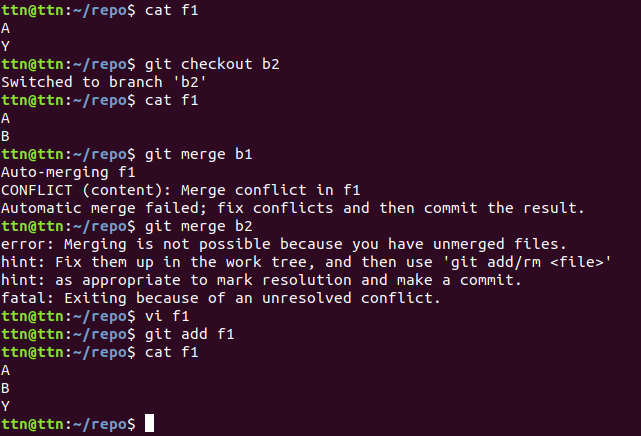 ttn@ttn:~/repo$ cat f1
A
Y
ttn@ttn:~/repo$ git checkout b2
Switched to branch 'b2'
ttn@ttn:~/repo$ cat f1
A
B
ttn@ttn:~/repo$ git merge b1
Auto-merging f1
CONFLICT (content): Merge conflict in f1
Automatic merge failed; fix conflicts and then commit the result.
ttn@ttn:~/repo$ git merge b2
error: Merging is not possible because you have unmerged files.
hint: Fix them up in the work tree, and then use 'git add/rm <file>'
hint: as appropriate to mark resolution and make a commit.
fatal: Exiting because of an unresolved conflict.
ttn@ttn:~/repo$ vi f1
ttn@ttn:~/repo$ git add f1
ttn@ttn:~/repo$ cat f1
A
B
Y
ttn@ttn:~/repo$